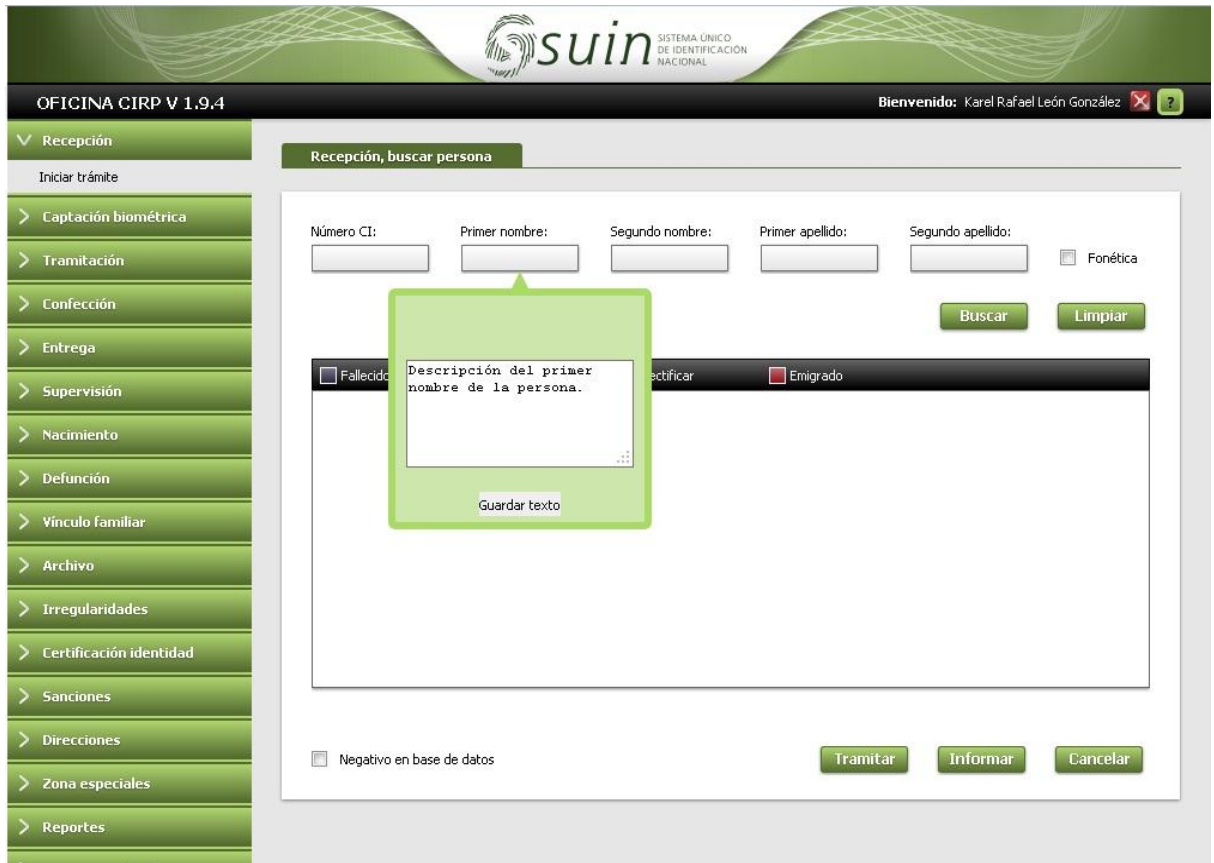 suin SISTEMA ÚNICO
DE IDENTIFICACIÓN
NACIONAL
OFICINA CIRP V 1.9.4
Bienvenido: Karel Rafael León González ?
Recepción
Iniciar trámite
Captación biométrica
Tramitación
Confección
Entrega
Supervisión
Nacimiento
Defunción
Vínculo familiar
Archivo
Irregularidades
Certificación identidad
Sanciones
Direcciones
Zona especiales
Reportes
Recepción, buscar persona
Número CI: Primer nombre: Segundo nombre: Primer apellido: Segundo apellido:
Fonética
Buscar Limpiar
Fallecido ectificar Emigrado
Descripción del primer
nombre de la persona.
Guardar texto
Negativo en base de datos
Tramitar Informar Cancelar